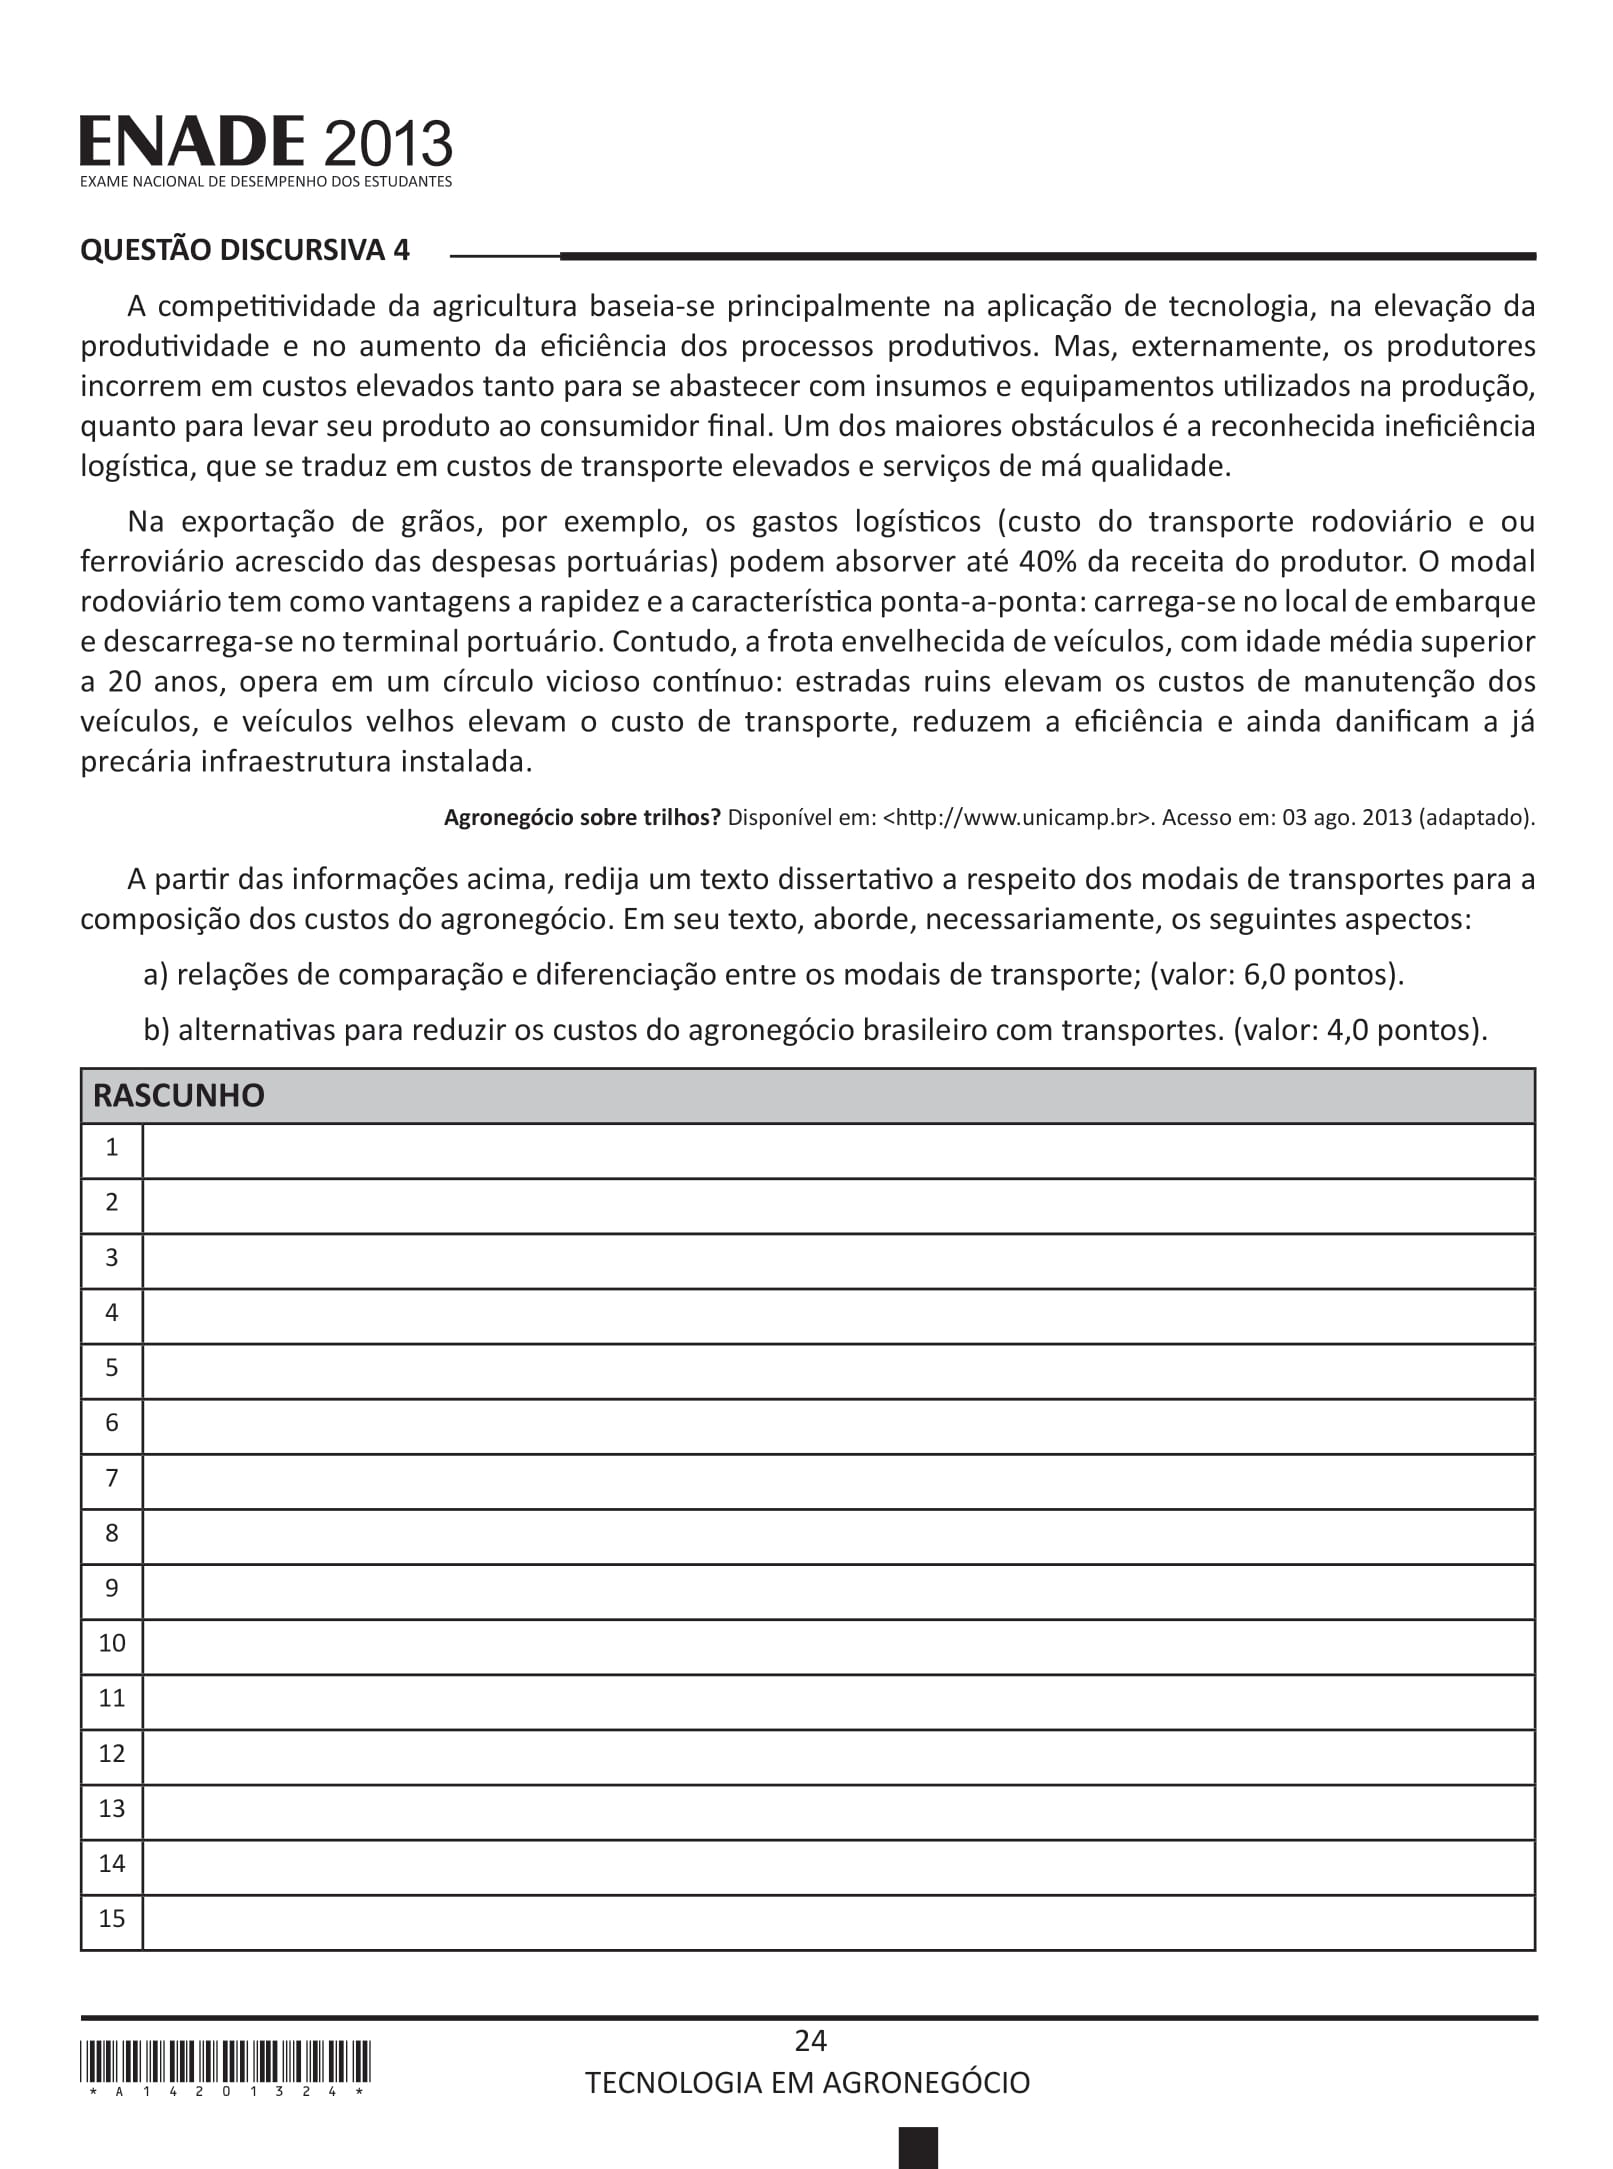 ENADE 2013
EXAME NACIONAL DE DESEMPENHO DOS ESTUDANTES
QUESTÃO DISCURSIVA 4
A competitividade da agricultura baseia-se principalmente na aplicação de tecnologia, na elevação da
produtividade e no aumento da eficiência dos processos produtivos. Mas, externamente, os produtores
incorrem em custos elevados tanto para se abastecer com insumos e equipamentos utilizados na produção,
quanto para levar seu produto ao consumidor final. Um dos maiores obstáculos é a reconhecida ineficiência
logística, que se traduz em custos de transporte elevados e serviços de má qualidade.
Na exportação de grãos, por exemplo, os gastos logísticos (custo do transporte rodoviário e ou
ferroviário acrescido das despesas portuárias) podem absorver até 40% da receita do produtor. O modal
rodoviário tem como vantagens a rapidez e a característica ponta-a-ponta: carrega-se no local de embarque
e descarrega-se no terminal portuário. Contudo, a frota envelhecida de veículos, com idade média superior
a 20 anos, opera em um círculo vicioso contínuo: estradas ruins elevam os custos de manutenção dos
veículos, e veículos velhos elevam o custo de transporte, reduzem a eficiência e ainda danificam a já
precária infraestrutura instalada.
Agronegócio sobre trilhos? Disponível em: <http://www.unicamp.br>. Acesso em: 03 ago. 2013 (adaptado).
A partir das informações acima, redija um texto dissertativo a respeito dos modais de transportes para a
composição dos custos do agronegócio. Em seu texto, aborde, necessariamente, os seguintes aspectos:
a) relações de comparação e diferenciação entre os modais de transporte; (valor: 6,0 pontos).
b) alternativas para reduzir os custos do agronegócio brasileiro com transportes. (valor: 4,0 pontos).
RASCUNHO
1
2
3
4
5
6
7
8
9
10
11
12
13
14
15
24
TECNOLOGIA EM AGRONEGÓCIO
* A 1 4 2 0 1 3 2 4 *